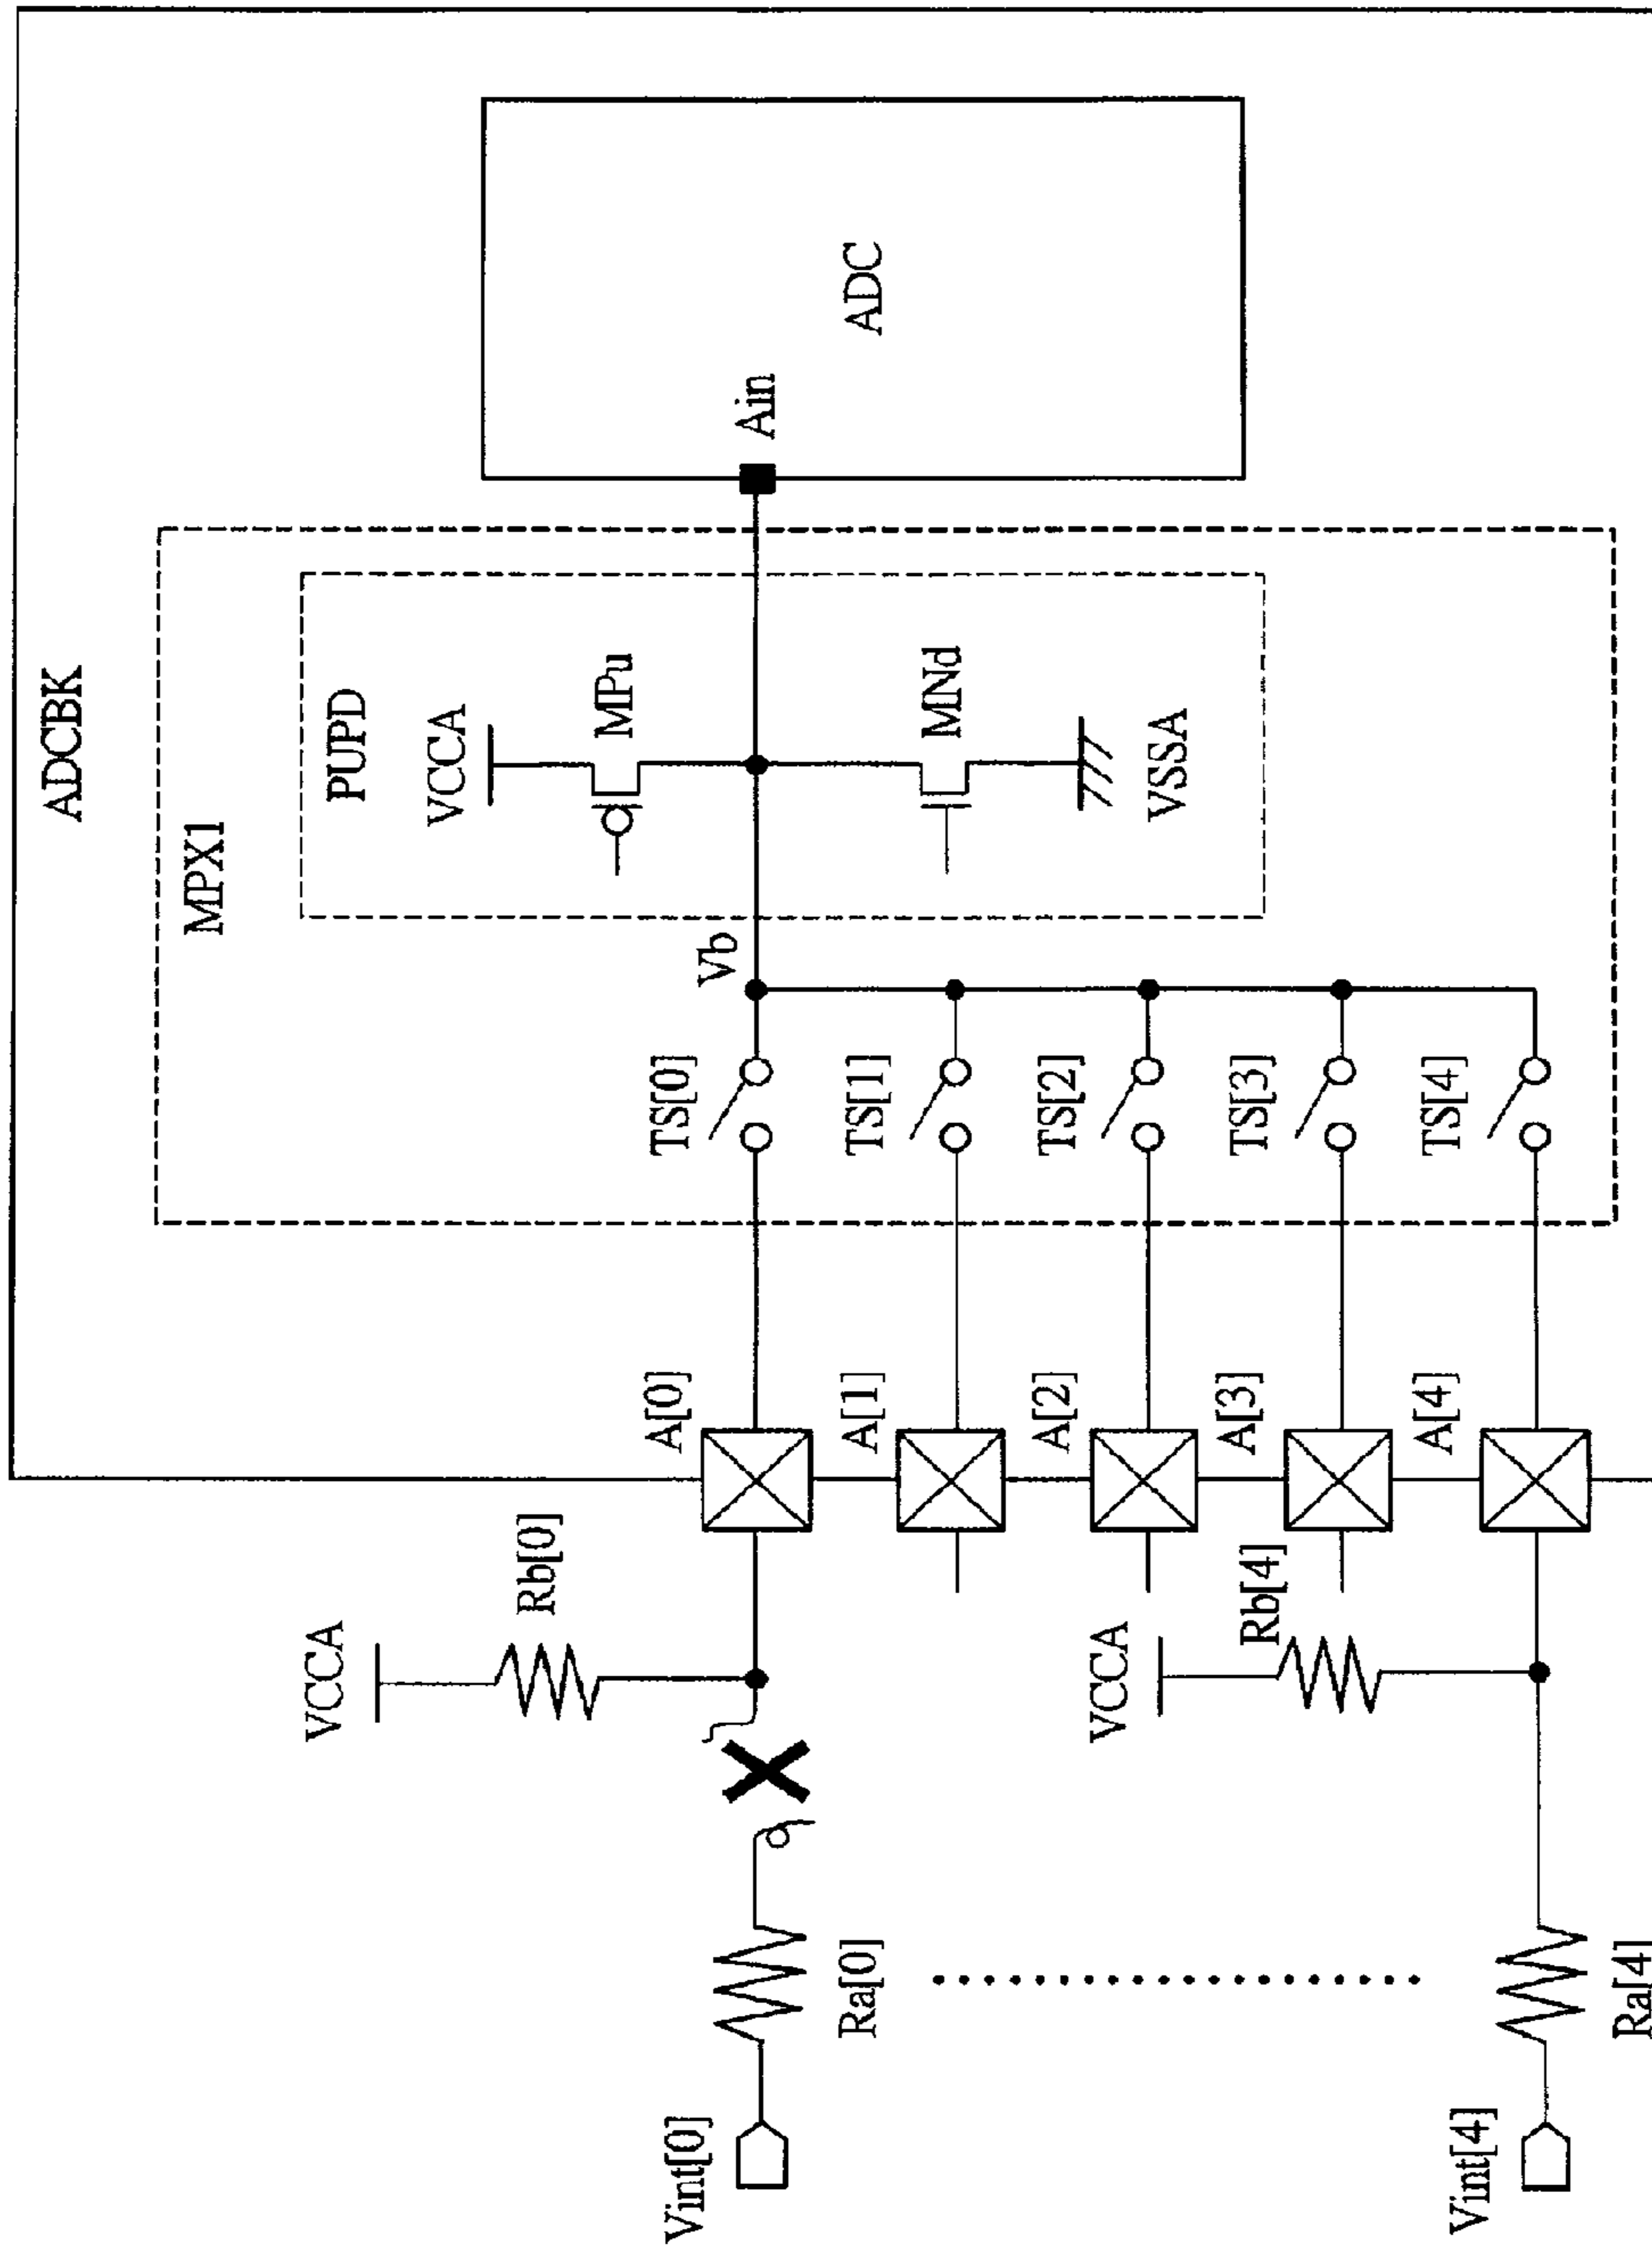 ADCBK
MPX1
PUPD
VCCA
MPu
MNd
VSSA
Vb
Ain
ADC
TS[0]
TS[1]
TS[2]
TS[3]
TS[4]
A[0]
A[1]
A[2]
A[3]
A[4]
VCCA
Rb[0]
VCCA
Rb[4]
Vint[0]
Ra[0]
Vint[4]
Ra[4]